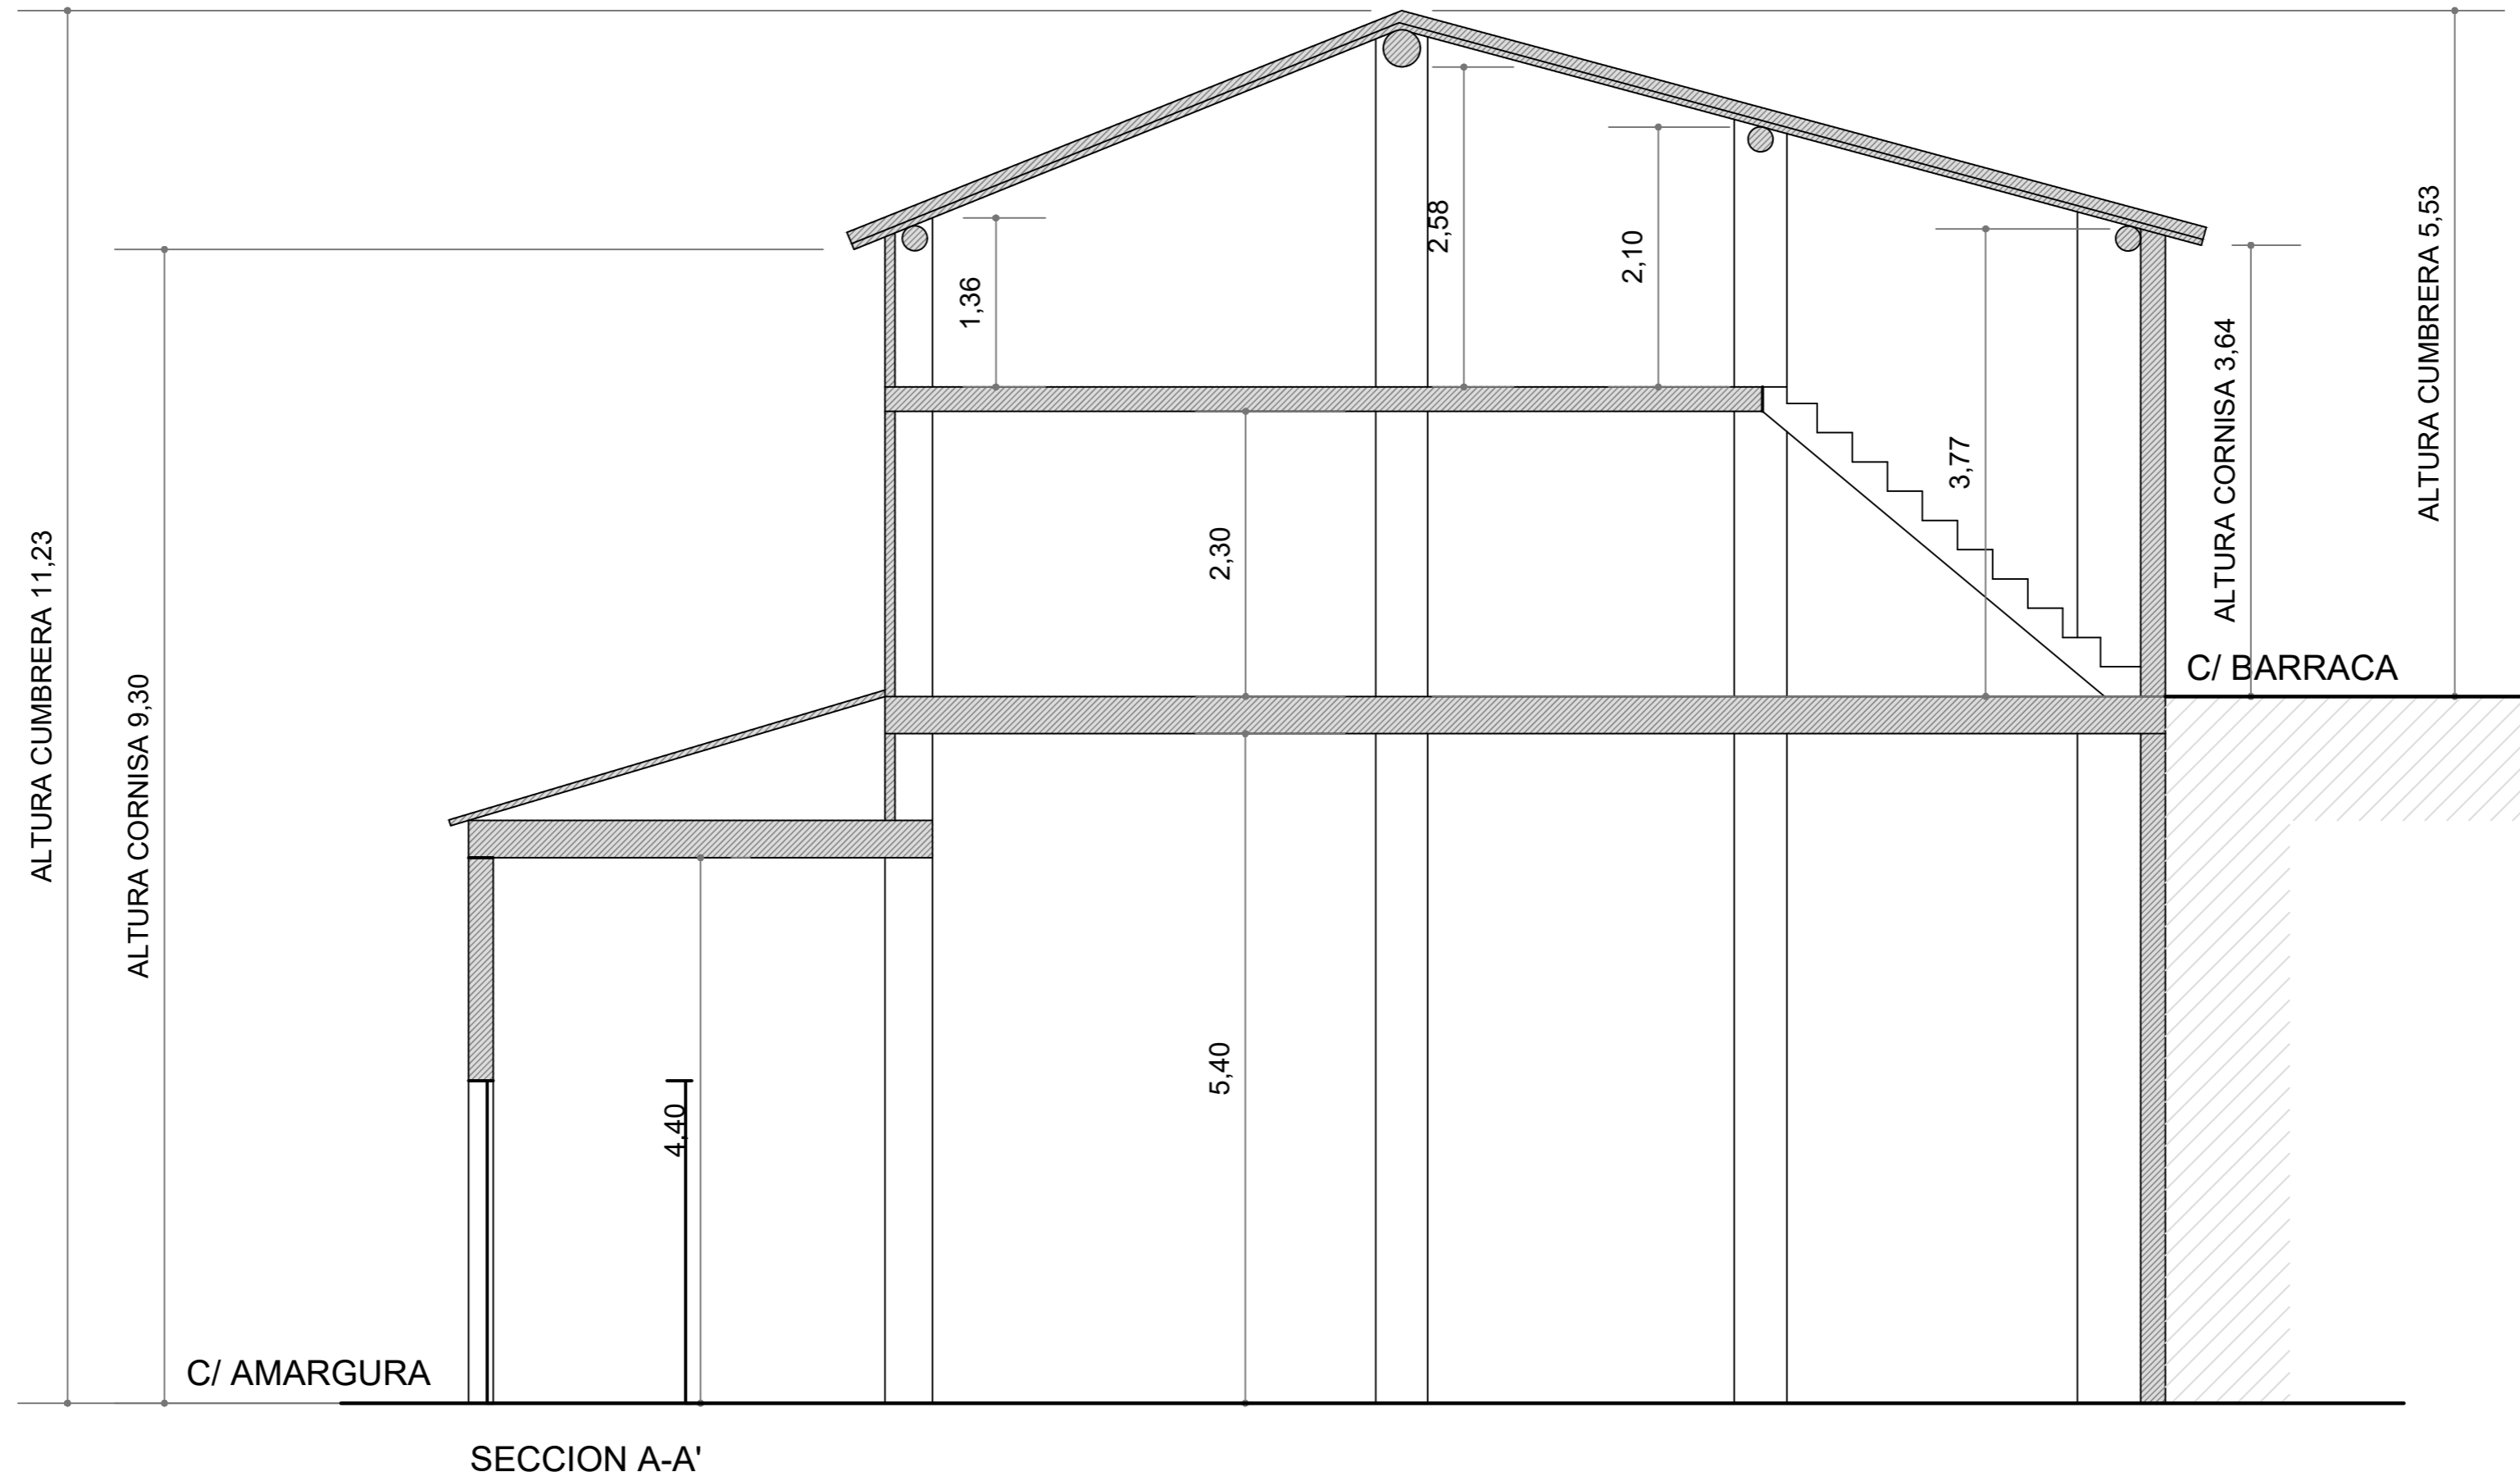 ALTURA CUMBRERA 11,23
ALTURA CORNISA 9,30
1,36
2,58
2,10
3,77
ALTURA CORNISA 3,64
ALTURA CUMBRERA 5,53
2,30
C/ BARRACA
5,40
4,40
C/ AMARGURA
SECCION A-A'